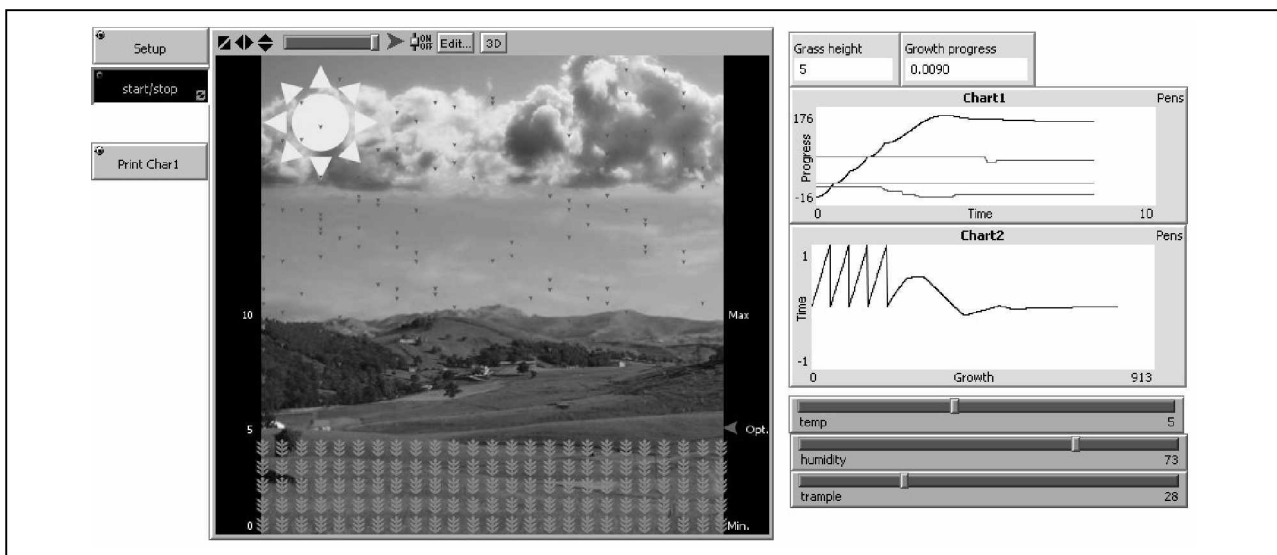 Setup
start/stop
Print Char1
ON
OFF
Edit...
3D
10
5
0
Max
Opt.
Min.
Grass height
5
Growth progress
0.0090
Chart1
Pens
176
Progress
-16
0
Time
10
Chart2
Pens
1
Time
-1
0
Growth
913
temp
5
humidity
73
trample
28